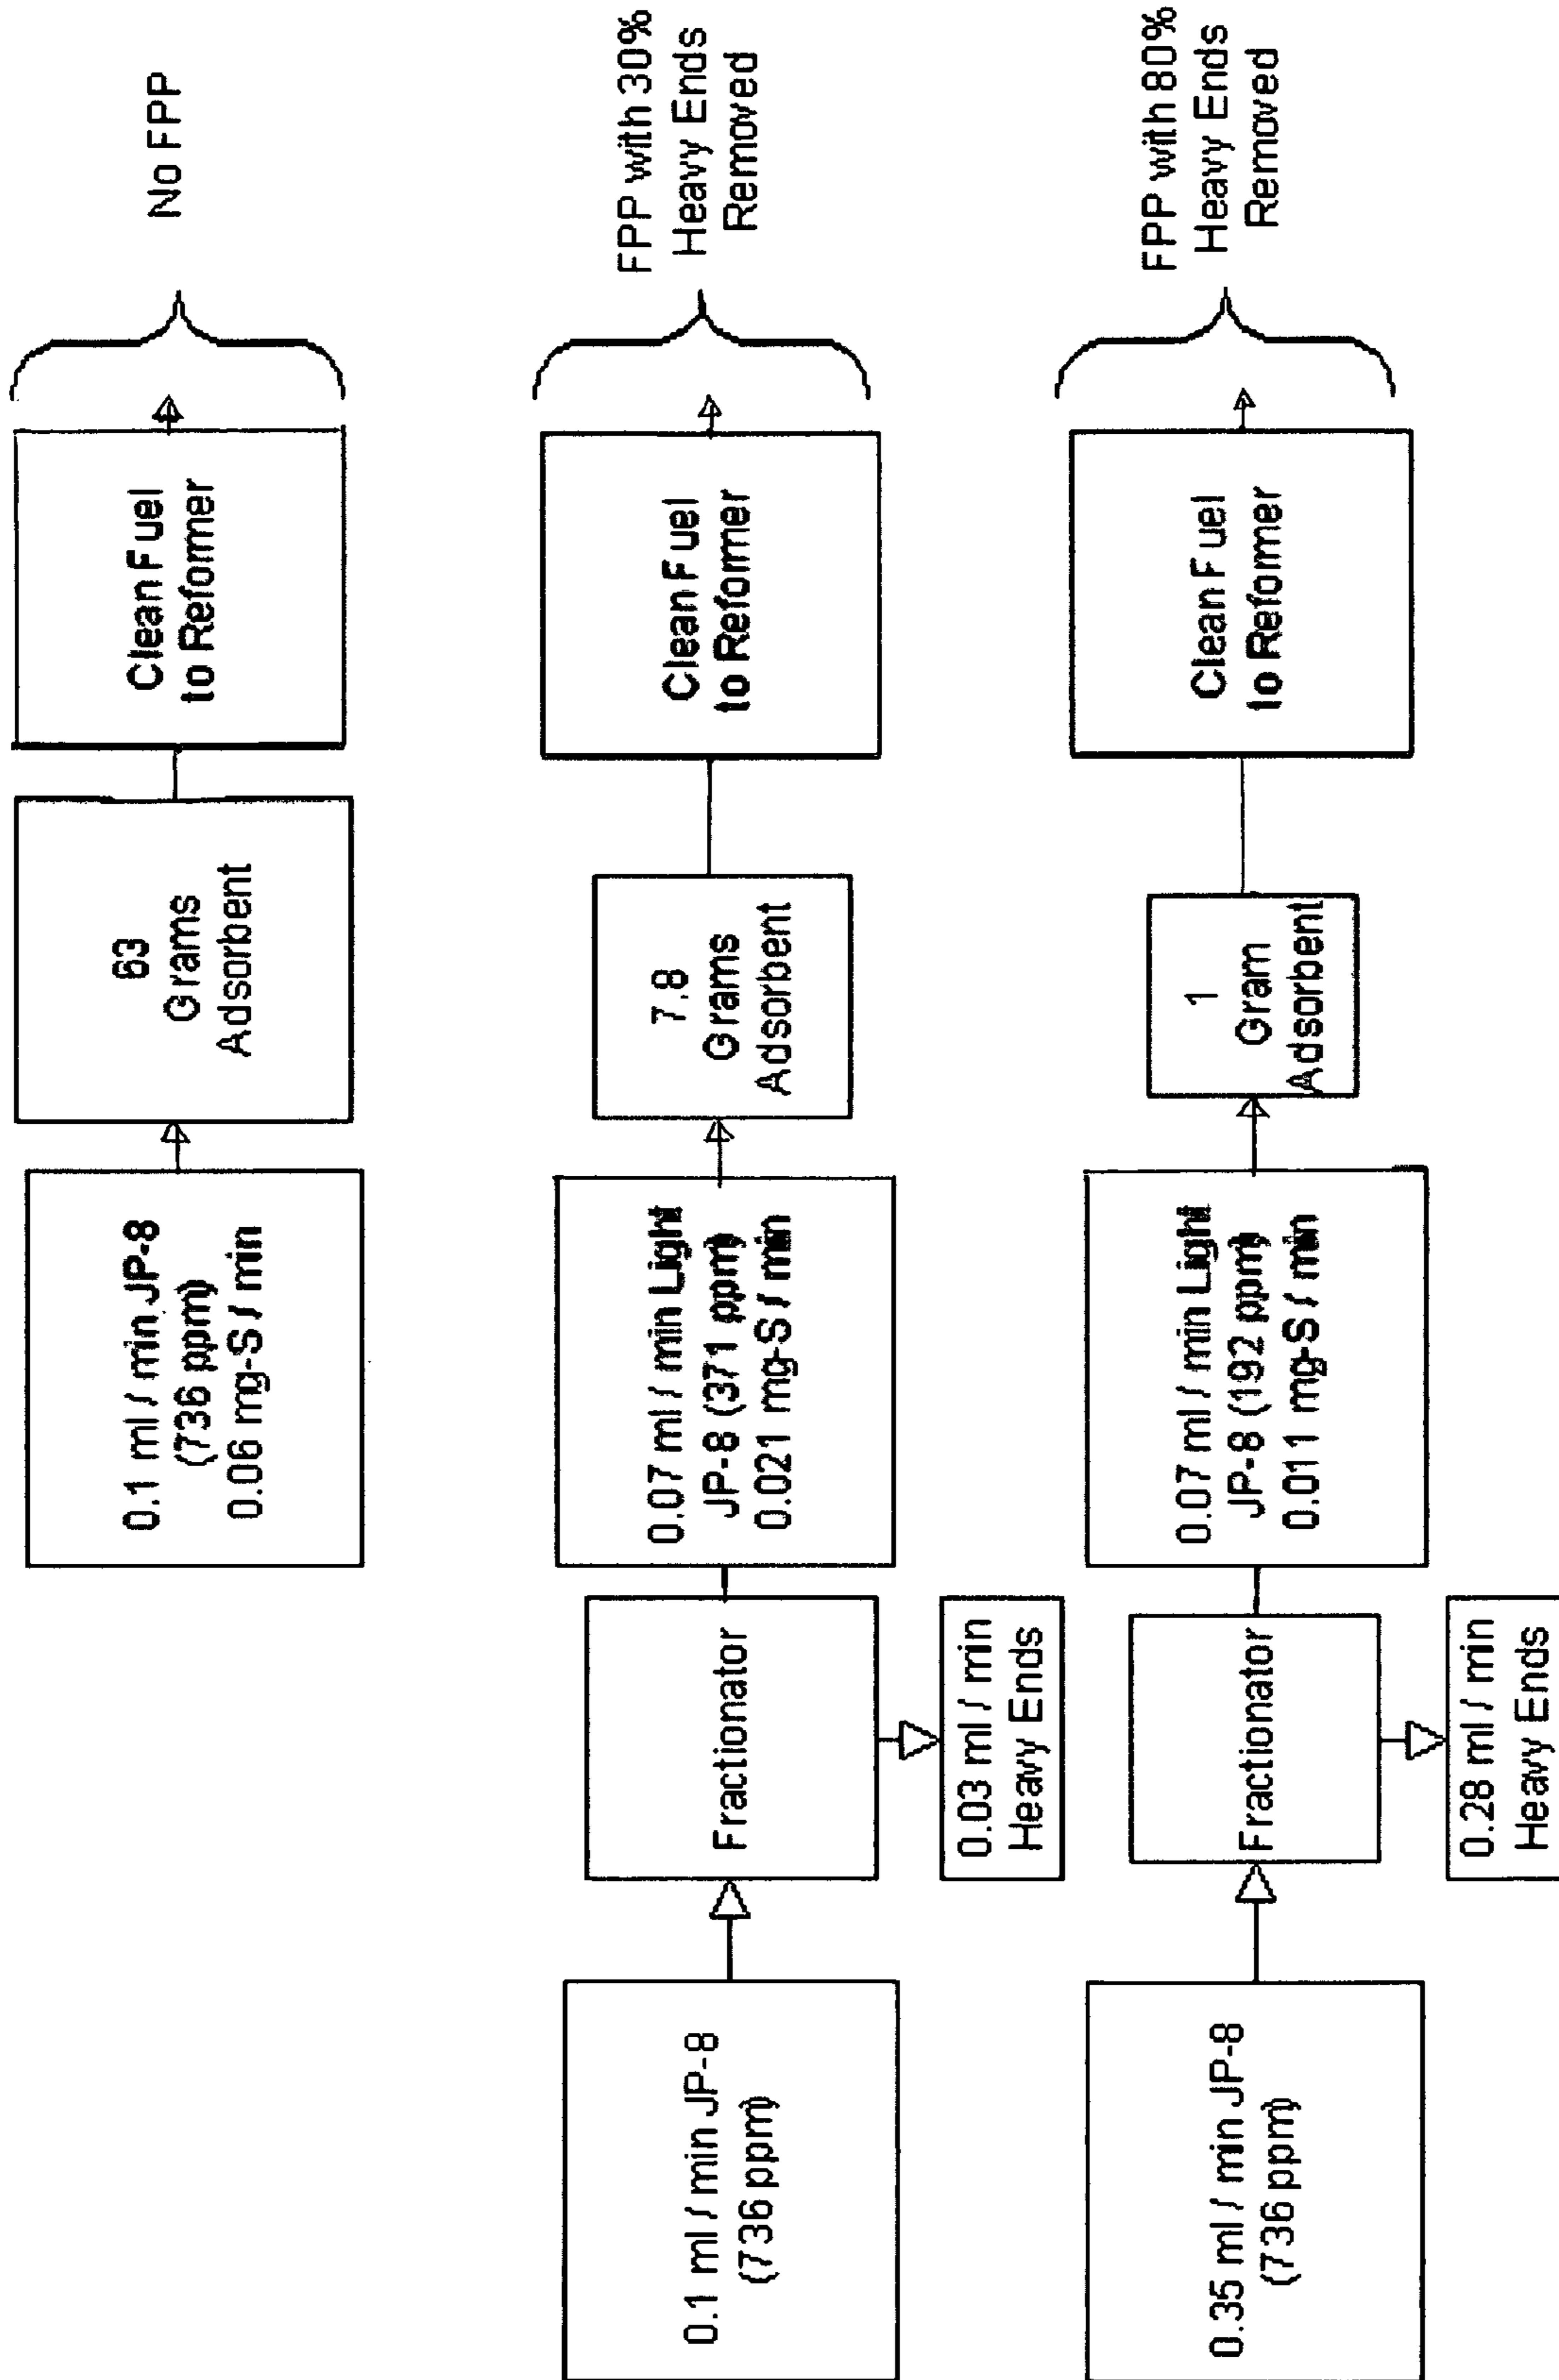 0.1 ml / min JP-8
(736 ppm)
0.06 mg-S / min
63
Grams
Adsorbent
Clean Fuel
to Reformer
No FPP
0.1 ml / min JP-8
(736 ppm)
Fractionator
0.03 ml / min
Heavy Ends
0.07 ml / min Light
JP-8 (371 ppm)
0.021 mg-S / min
7.8
Grams
Adsorbent
Clean Fuel
to Reformer
FPP with 30%
Heavy Ends
Removed
0.35 ml / min JP-8
(736 ppm)
Fractionator
0.28 ml / min
Heavy Ends
0.07 ml / min Light
JP-8 (192 ppm)
0.011 mg-S / min
1
Gram
Adsorbent
Clean Fuel
to Reformer
FPP with 80%
Heavy Ends
Removed